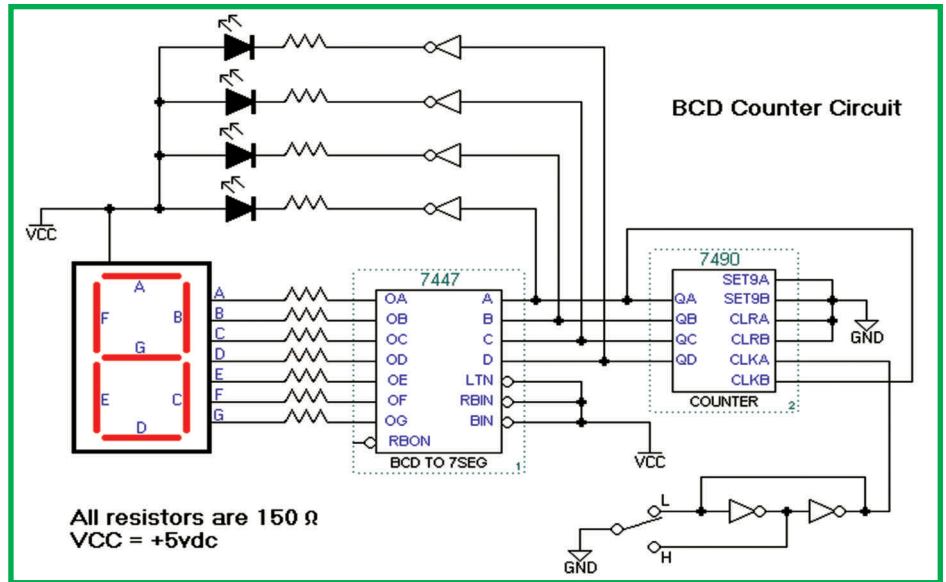 BCD Counter Circuit
VCC
7447
7490
A
F
B
G
E
C
D
A
B
C
D
E
F
G
OA
OB
OC
OD
OE
OF
OG
RBON
A
B
C
D
LTN
RBIN
BIN
BCD TO 7SEG
1
QA
QB
QC
QD
SET9A
SET9B
CLRA
CLRB
CLKA
CLKB
COUNTER
2
GND
VCC
L
H
GND
All resistors are 150 Ω
VCC = +5vdc